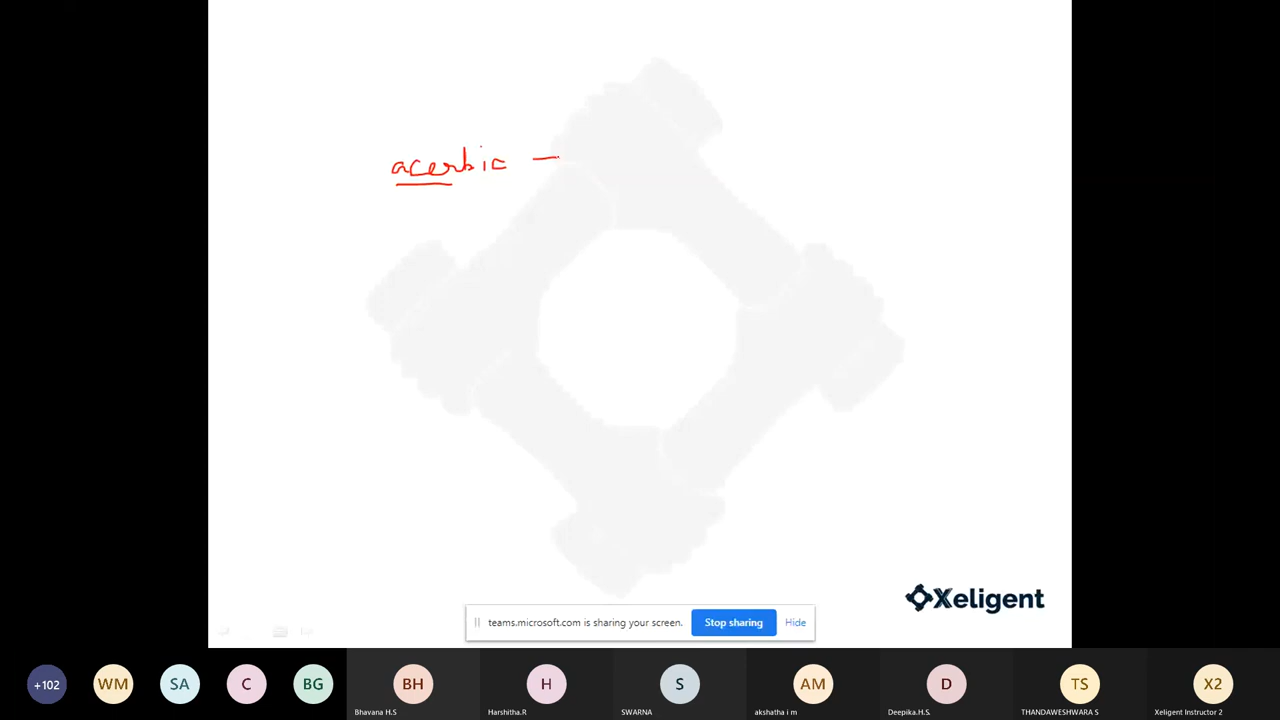 acerbic —
Xeligent
teams.microsoft.com is sharing your screen. Stop sharing Hide
+102 WM SA C BG BH H S AM D TS X2
Bhavana H.S Harshitha.R SWARNA akshatha i m Deepika.H.S. THANDAWESHWARA S Xeligent Instructor 2